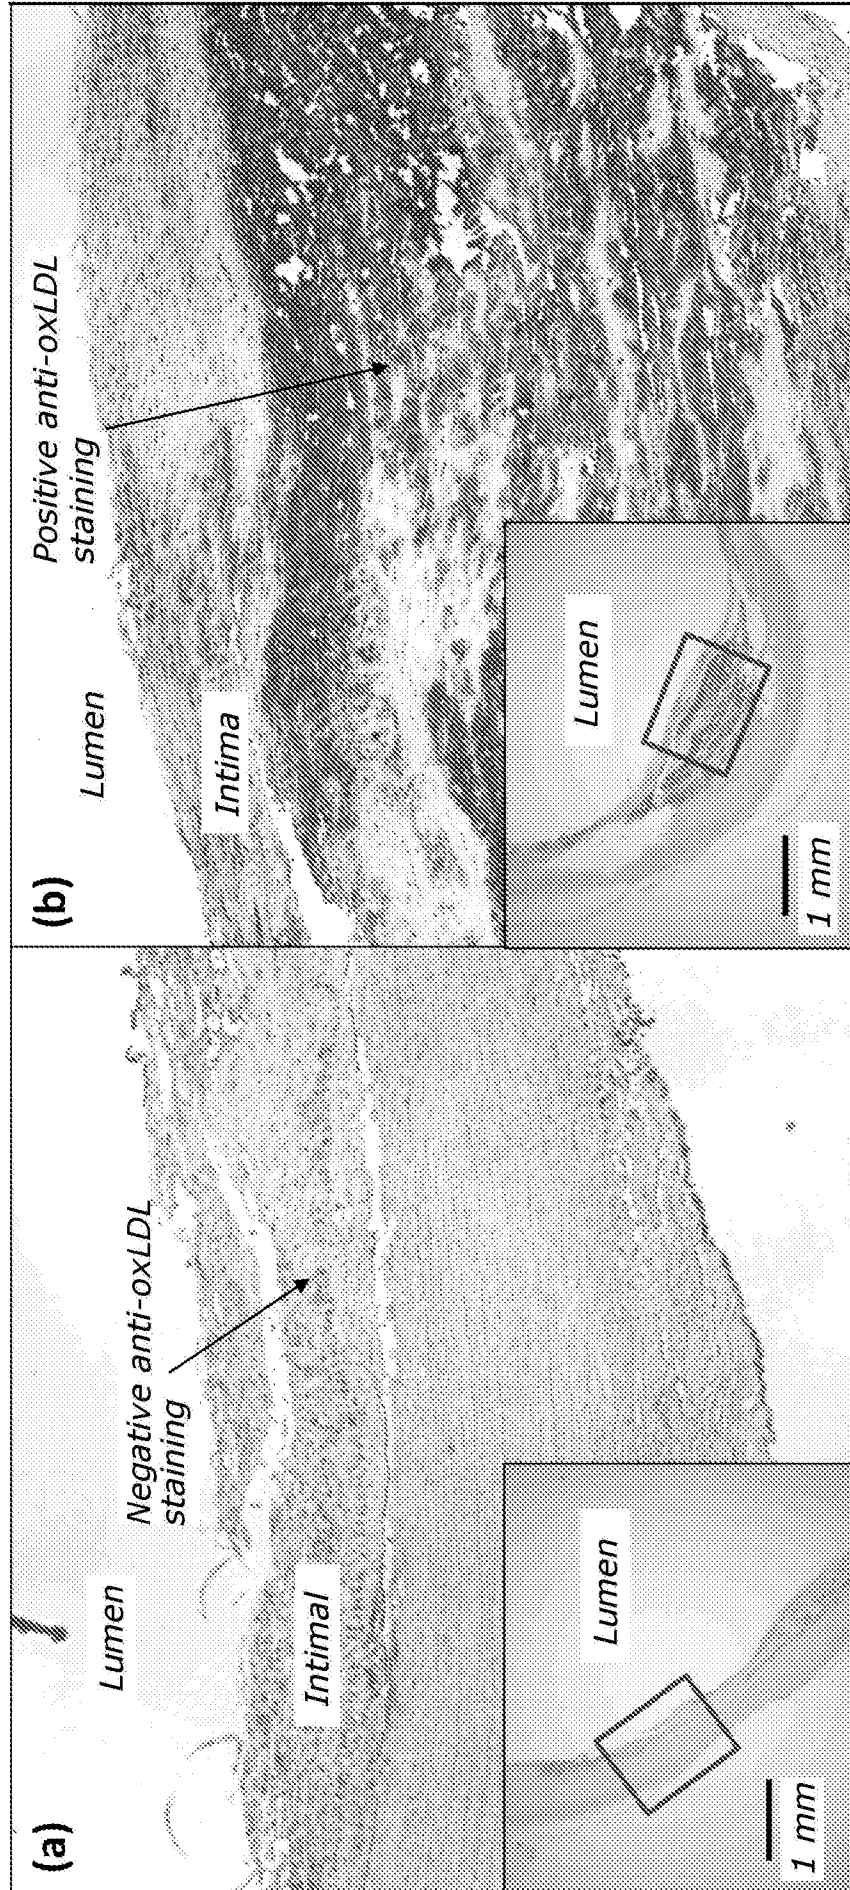 (a)
Lumen
Negative anti-oxLDL
staining
Intimal
Lumen
1 mm
(b)
Lumen
Positive anti-oxLDL
staining
Intima
Lumen
1 mm